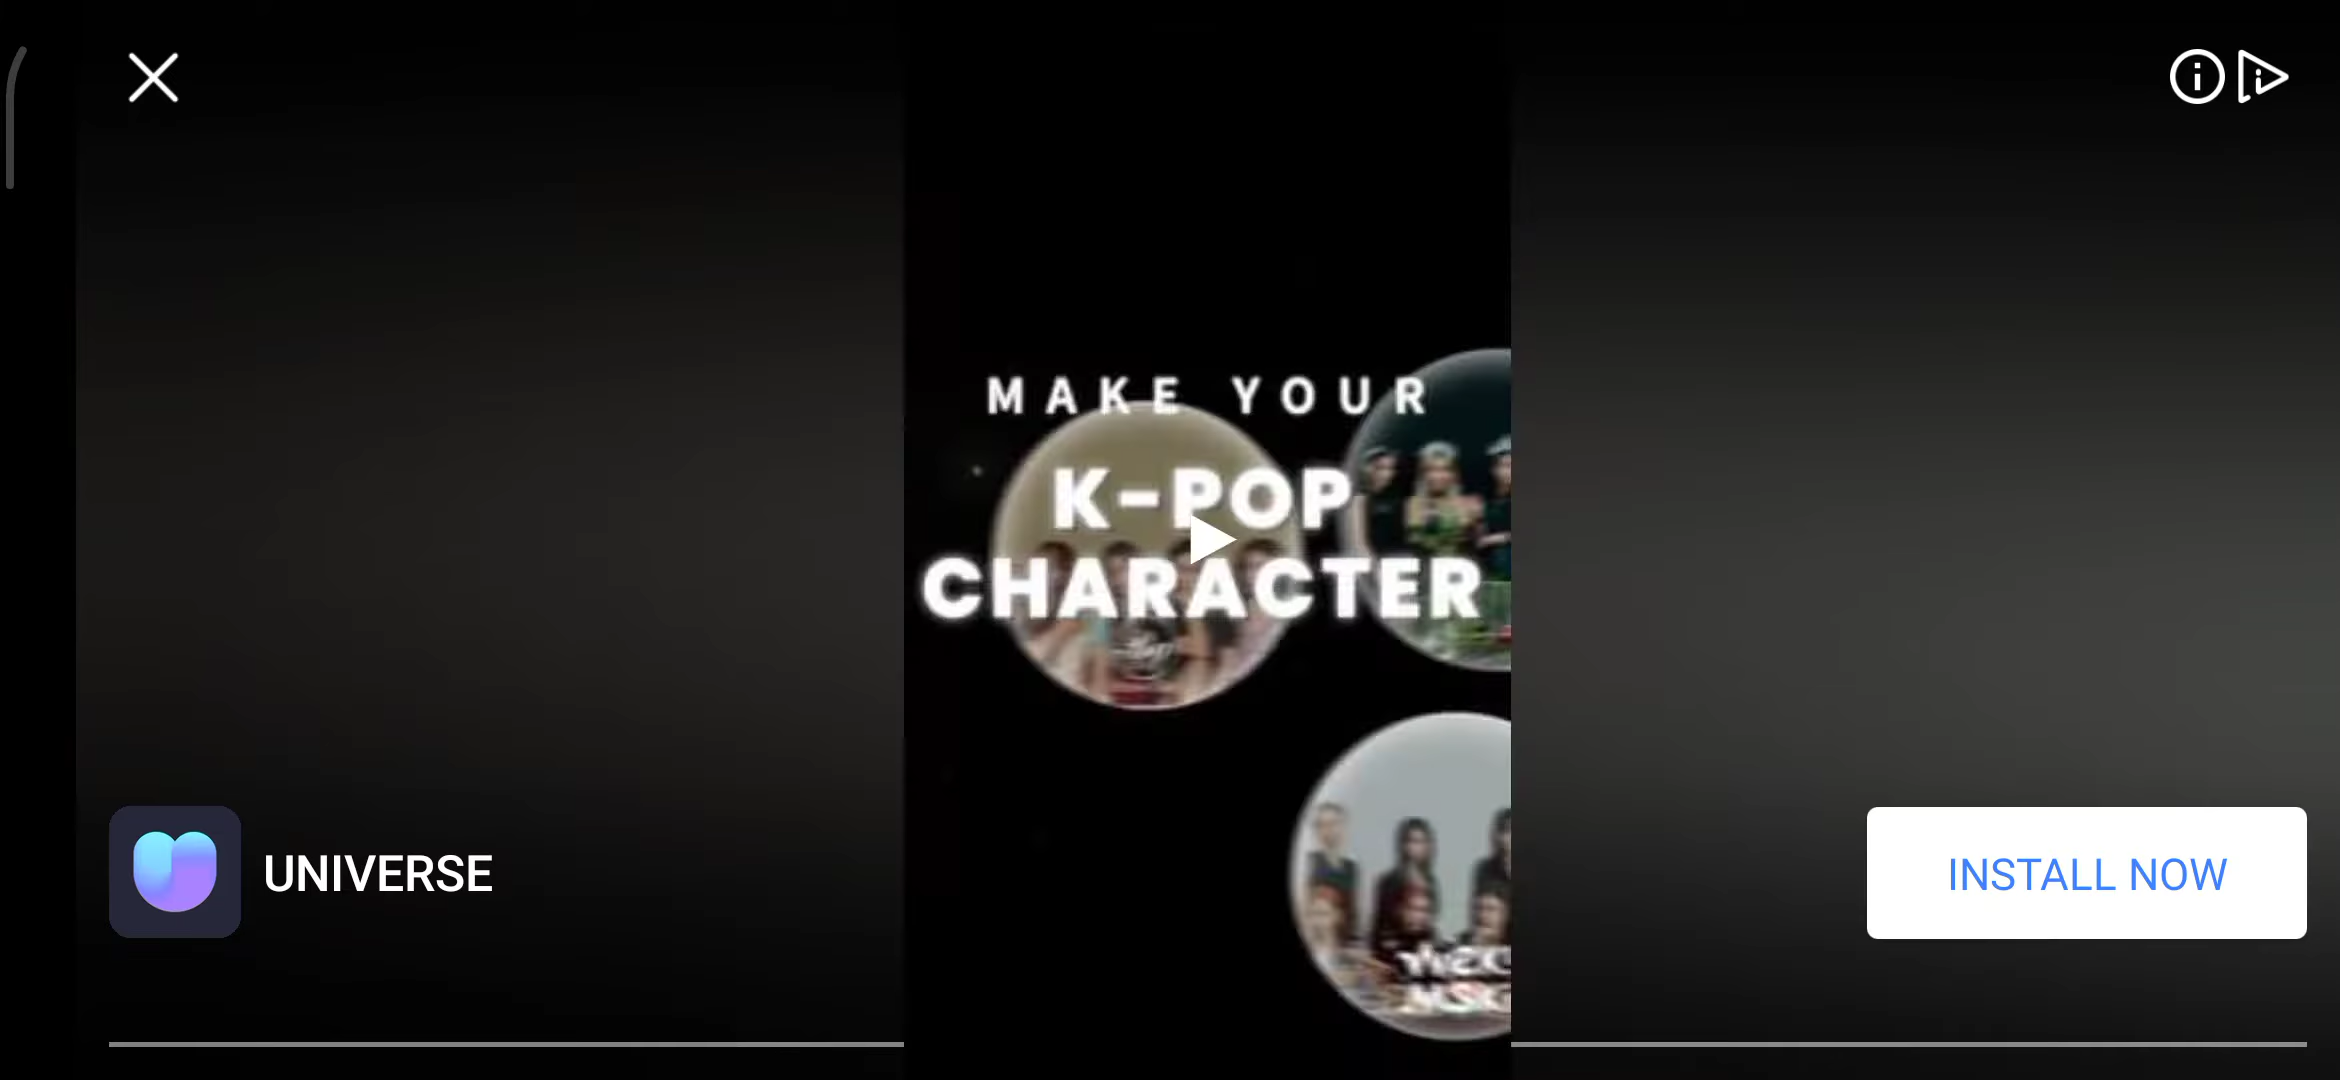 MAKE YOUR
K-POP
CHARACTER
UNIVERSE
INSTALL NOW